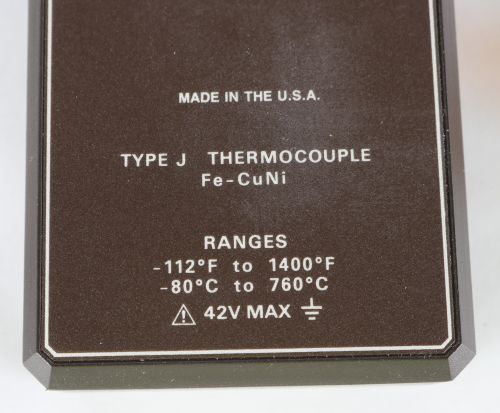 MADE IN THE U.S.A.
TYPE J THERMOCOUPLE
Fe-CuNi
RANGES
-112°F to 1400°F
-80°C to 760°C
⚠ 42V MAX ⏚